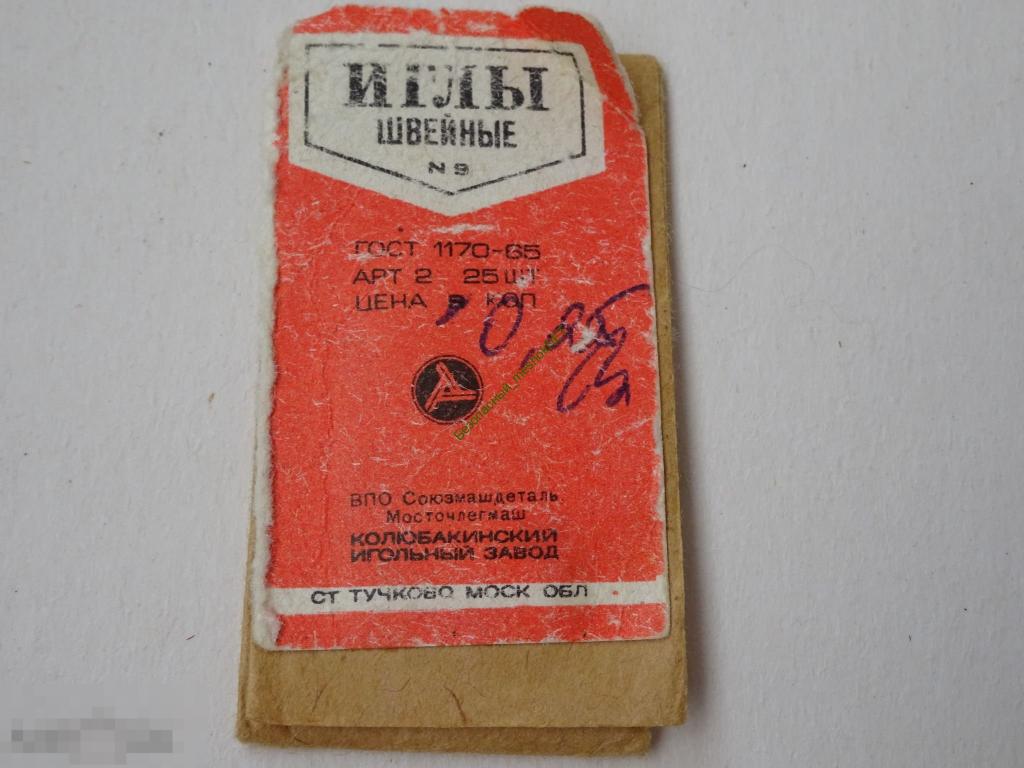 ИГЛЫ
ШВЕЙНЫЕ
N 9
ГОСТ 1170-65
АРТ 2 25 ШТ
ЦЕНА КОП
ВПО Союзмашдеталь
Мосточлегмаш
КОЛЮБАКИНСКИЙ
ИГОЛЬНЫЙ ЗАВОД
СТ ТУЧКОВО МОСК ОБЛ